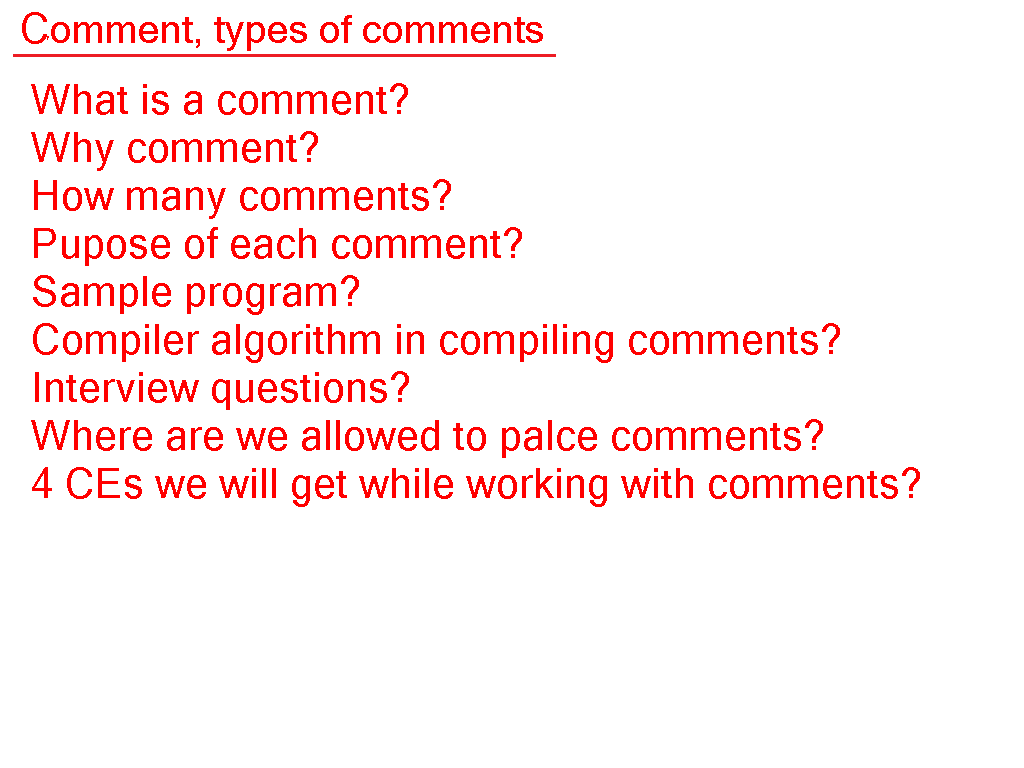 Comment, types of comments
What is a comment?
Why comment?
How many comments?
Pupose of each comment?
Sample program?
Compiler algorithm in compiling comments?
Interview questions?
Where are we allowed to palce comments?
4 CEs we will get while working with comments?